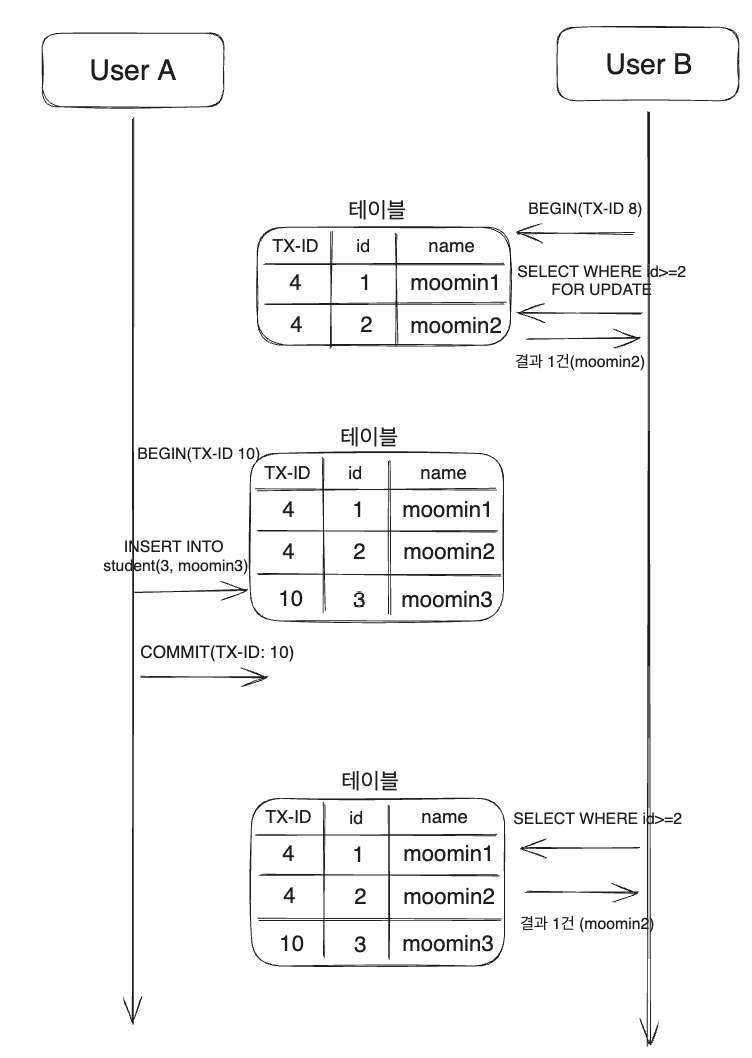 User A
User B
BEGIN(TX-ID 8)
테이블
TX-ID id name
4 1 moomin1
4 2 moomin2
SELECT WHERE id>=2
FOR UPDATE
결과 1건(moomin2)
테이블
BEGIN(TX-ID 10)
TX-ID id name
4 1 moomin1
4 2 moomin2
10 3 moomin3
INSERT INTO
student(3, moomin3)
COMMIT(TX-ID: 10)
테이블
TX-ID id name
4 1 moomin1
4 2 moomin2
10 3 moomin3
SELECT WHERE id>=2
결과 1건 (moomin2)